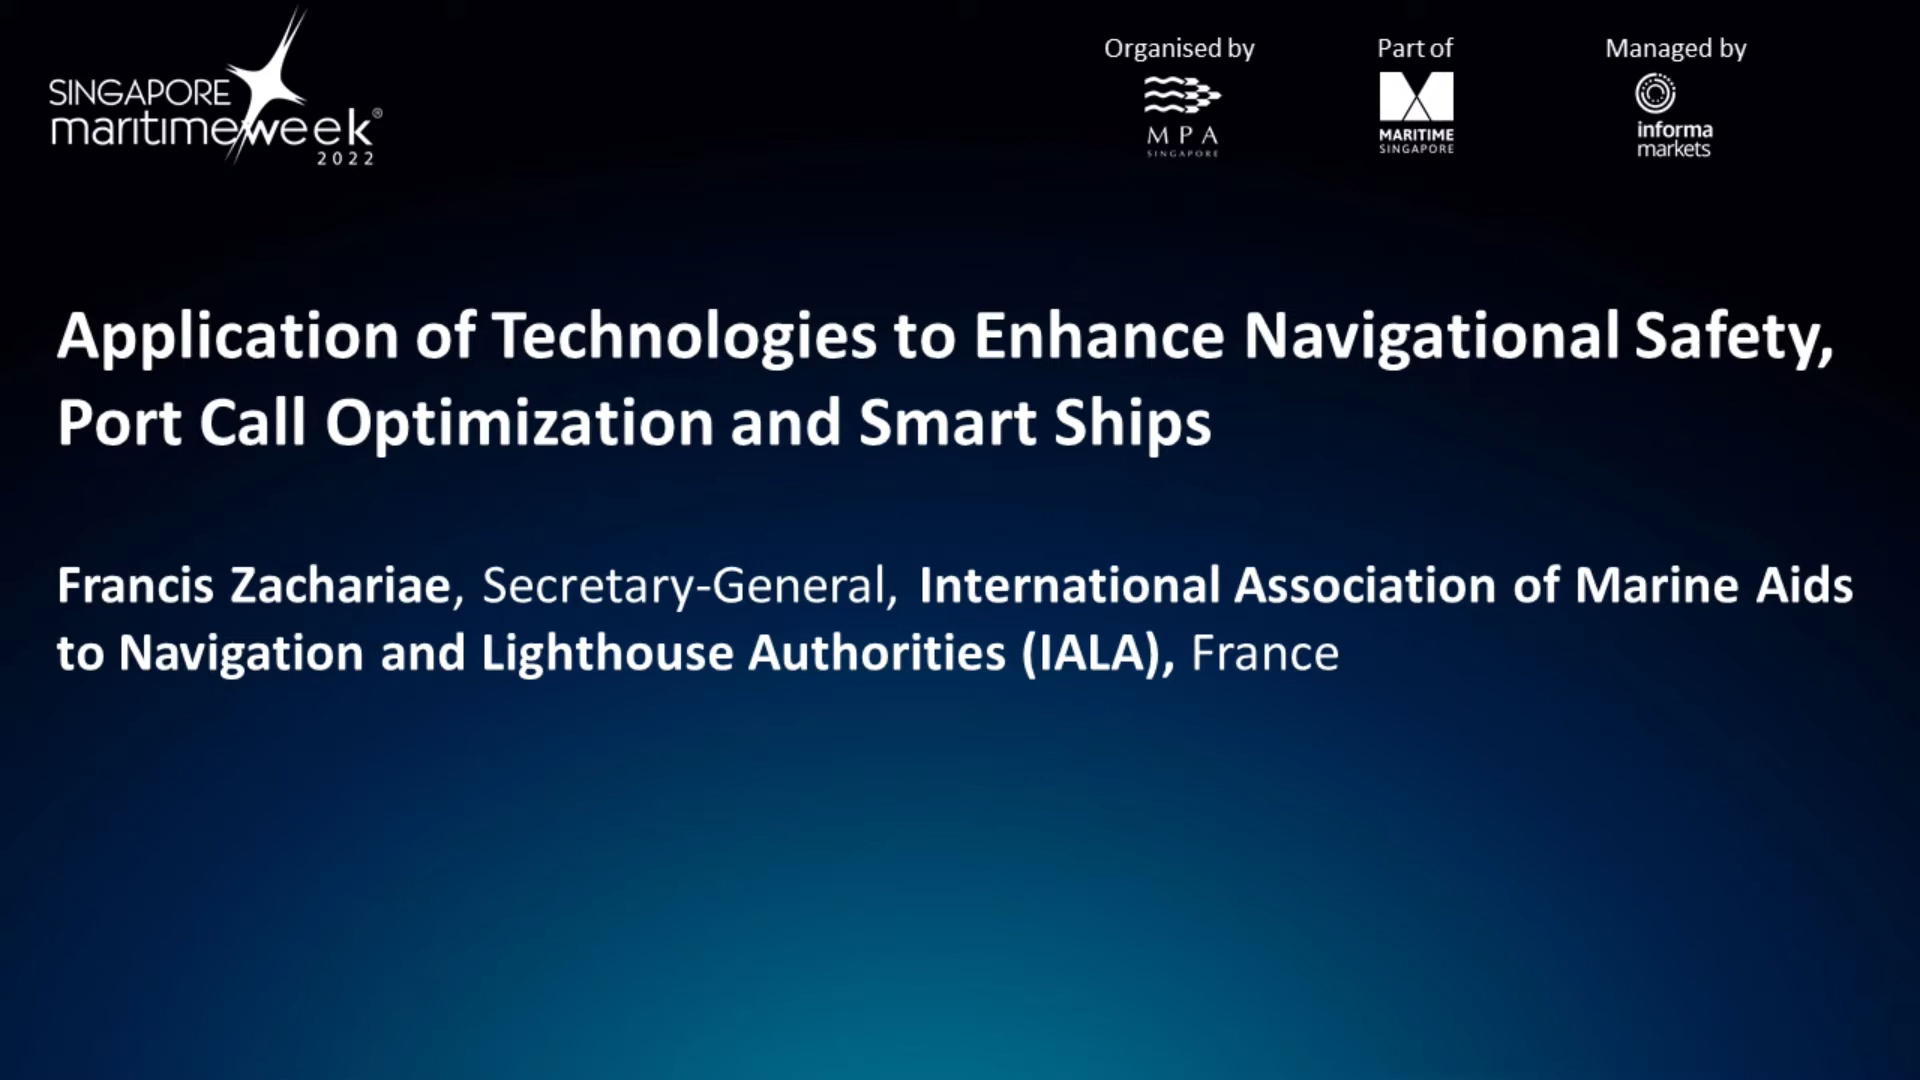 SINGAPORE
maritimeweek®
2022
Organised by
MPA
SINGAPORE
Part of
MARITIME
SINGAPORE
Managed by
informa
markets
Application of Technologies to Enhance Navigational Safety,
Port Call Optimization and Smart Ships
Francis Zachariae, Secretary-General, International Association of Marine Aids
to Navigation and Lighthouse Authorities (IALA), France